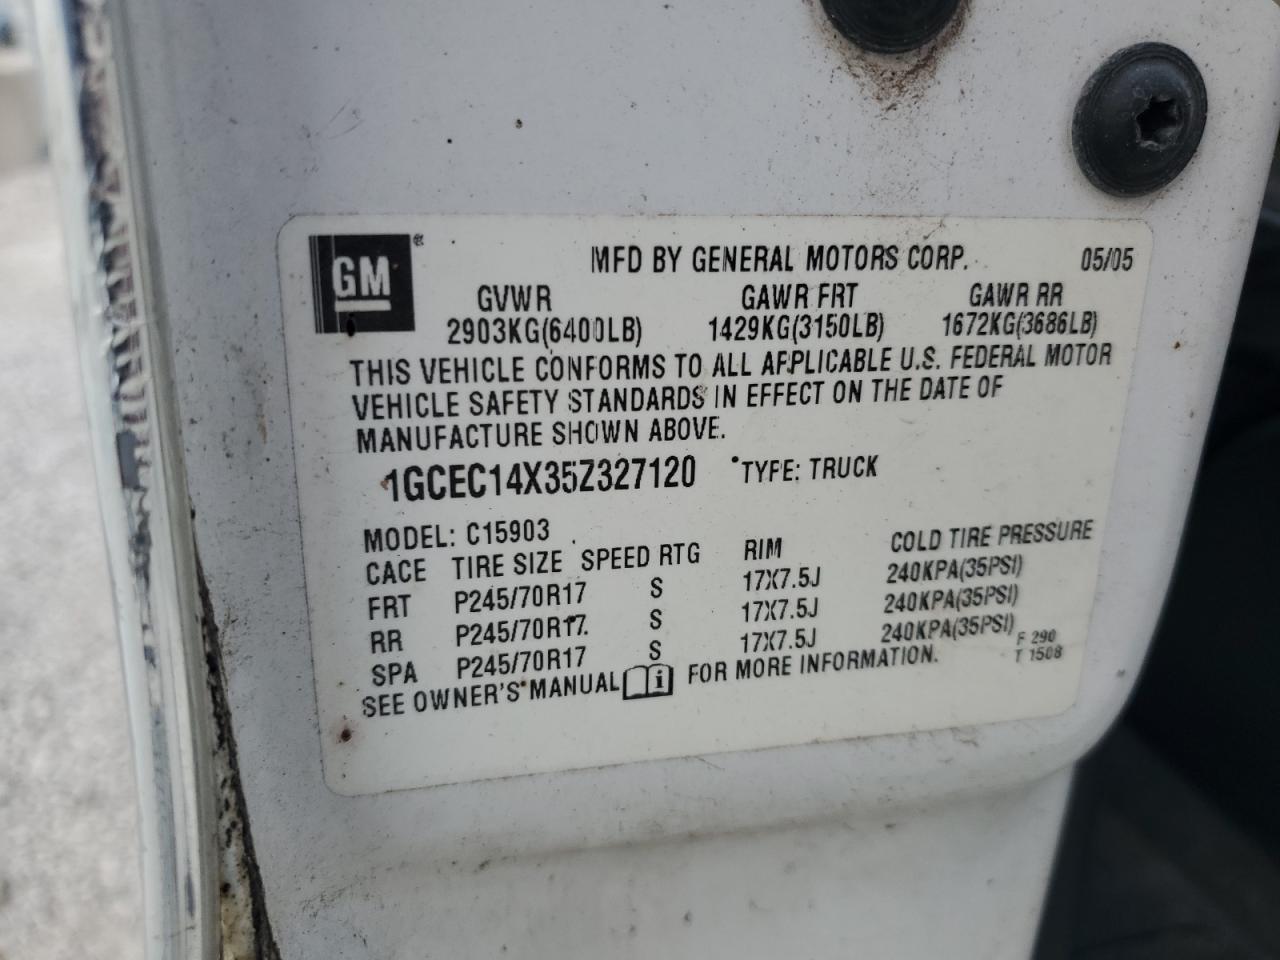 GM®
MFD BY GENERAL MOTORS CORP. 05/05
GVWR GAWR FRT GAWR RR
2903KG(6400LB) 1429KG(3150LB) 1672KG(3686LB)
THIS VEHICLE CONFORMS TO ALL APPLICABLE U.S. FEDERAL MOTOR
VEHICLE SAFETY STANDARDS IN EFFECT ON THE DATE OF
MANUFACTURE SHOWN ABOVE.
1GCEC14X35Z327120 TYPE: TRUCK
MODEL: C15903
CACE TIRE SIZE SPEED RTG RIM COLD TIRE PRESSURE
FRT P245/70R17 S 17X7.5J 240KPA(35PSI)
RR P245/70R17 S 17X7.5J 240KPA(35PSI)
SPA P245/70R17 S 17X7.5J 240KPA(35PSI)
SEE OWNER'S MANUAL i FOR MORE INFORMATION.
F 290
T 1508